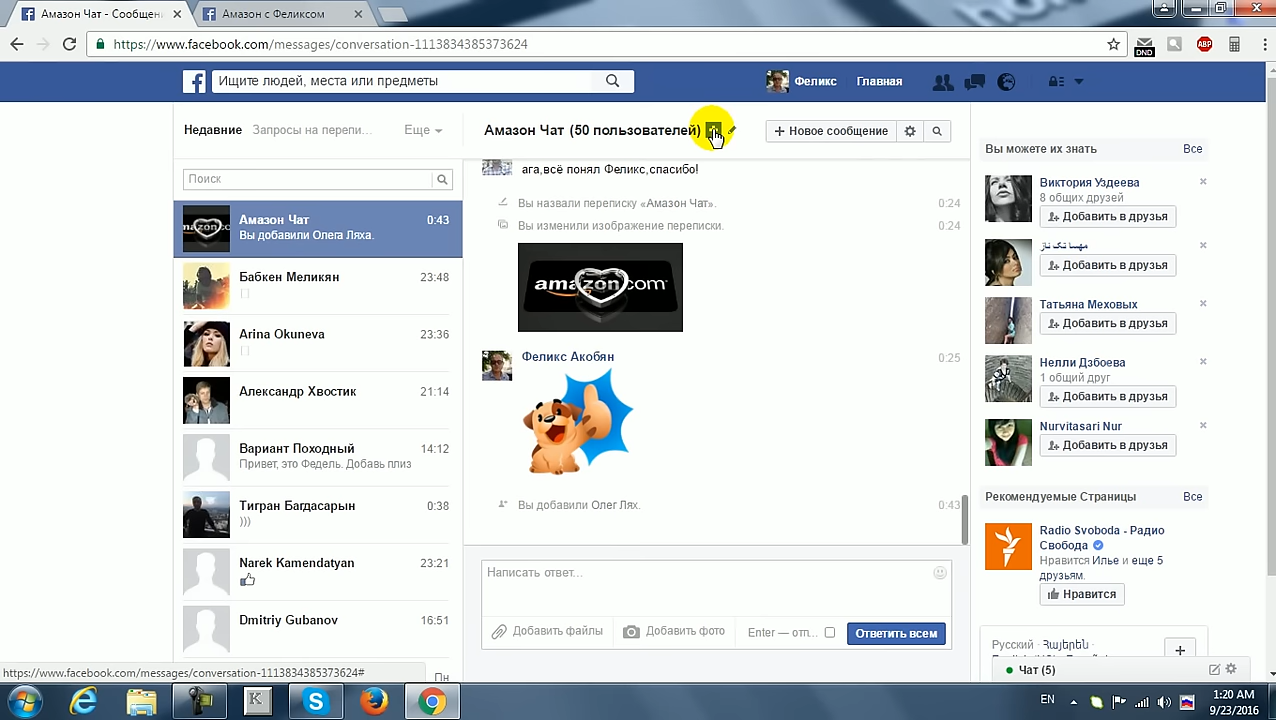 Амазон Чат - Сообщени
Амазон с Феликсом
https://www.facebook.com/messages/conversation-1113834385373624
DND
ABP
Ищите людей, места или предметы
Феликс
Главная
Недавние
Запросы на перепи...
Еще
Амазон Чат (50 пользователей)
Новое сообщение
Поиск
Амазон Чат
0:43
Вы добавили Олега Ляха.
Бабкен Меликян
23:48
Arina Okuneva
23:36
Александр Хвостик
21:14
Вариант Походный
14:12
Привет, это Федель. Добавь плиз
Тигран Багдасарын
0:38
)))
Narek Kamendatyan
23:21
Dmitriy Gubanov
16:51
Пн
ага,всё понял Феликс,спасибо!
Вы назвали переписку «Амазон Чат».
0:24
Вы изменили изображение переписки.
0:24
amazon.com
Феликс Акобян
0:25
Вы добавили Олег Лях.
0:43
Написать ответ...
Добавить файлы
Добавить фото
Enter — отп...
Ответить всем
Вы можете их знать
Все
Виктория Уздеева
8 общих друзей
Добавить в друзья
مهسا تک ناز
Добавить в друзья
Татьяна Меховых
Добавить в друзья
Нелли Дзбоева
1 общий друг
Добавить в друзья
Nurvitasari Nur
Добавить в друзья
Рекомендуемые Страницы
Все
Radio Svoboda - Радио
Свобода
Нравится Илье и еще 5
друзьям.
Нравится
Русский · Հայերեն ·
Чат (5)
https://www.facebook.com/messages/conversation-1113834385373624#
EN
1:20 AM
9/23/2016